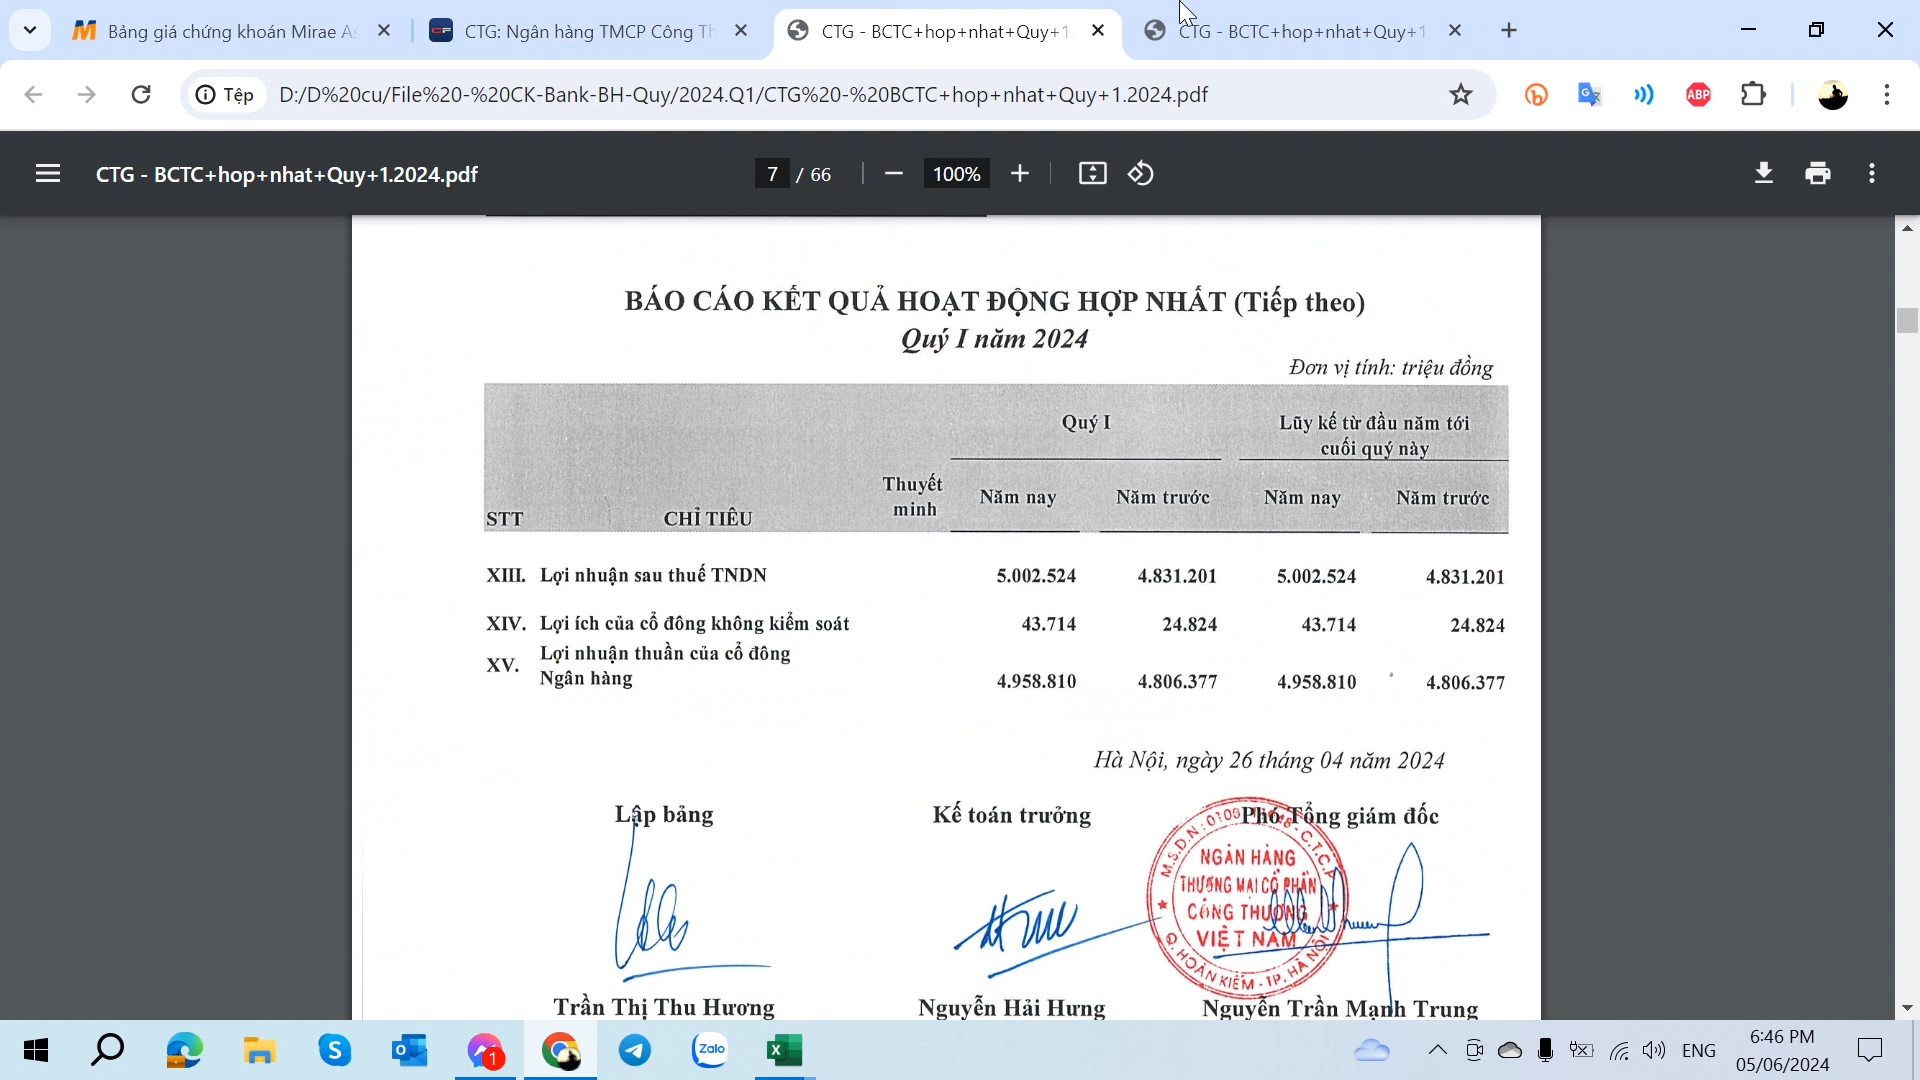 Bảng giá chứng khoán Mirae As
CTG: Ngân hàng TMCP Công Th
CTG - BCTC+hop+nhat+Quy+1
CTG - BCTC+hop+nhat+Quy+1
Tệp
D:/D%20cu/File%20-%20CK-Bank-BH-Quy/2024.Q1/CTG%20-%20BCTC+hop+nhat+Quy+1.2024.pdf
ABP
CTG - BCTC+hop+nhat+Quy+1.2024.pdf
7 / 66
100%
BÁO CÁO KẾT QUẢ HOẠT ĐỘNG HỢP NHẤT (Tiếp theo)
Quý I năm 2024
Đơn vị tính: triệu đồng
Quý I
Lũy kế từ đầu năm tới
cuối quý này
STT
CHỈ TIÊU
Thuyết
minh
Năm nay
Năm trước
Năm nay
Năm trước
XIII. Lợi nhuận sau thuế TNDN 5.002.524 4.831.201 5.002.524 4.831.201
XIV. Lợi ích của cổ đông không kiểm soát 43.714 24.824 43.714 24.824
XV. Lợi nhuận thuần của cổ đông
Ngân hàng 4.958.810 4.806.377 4.958.810 4.806.377
Hà Nội, ngày 26 tháng 04 năm 2024
Lập bảng
Kế toán trưởng
Phó Tổng giám đốc
NGÂN HÀNG
THƯƠNG MẠI CỔ PHẦN
CÔNG THƯƠNG
VIỆT NAM
Q. HOÀN KIẾM - TP. HÀ NỘI
Trần Thị Thu Hương
Nguyễn Hải Hưng
Nguyễn Trần Mạnh Trung
1
Zalo
ENG
6:46 PM
05/06/2024